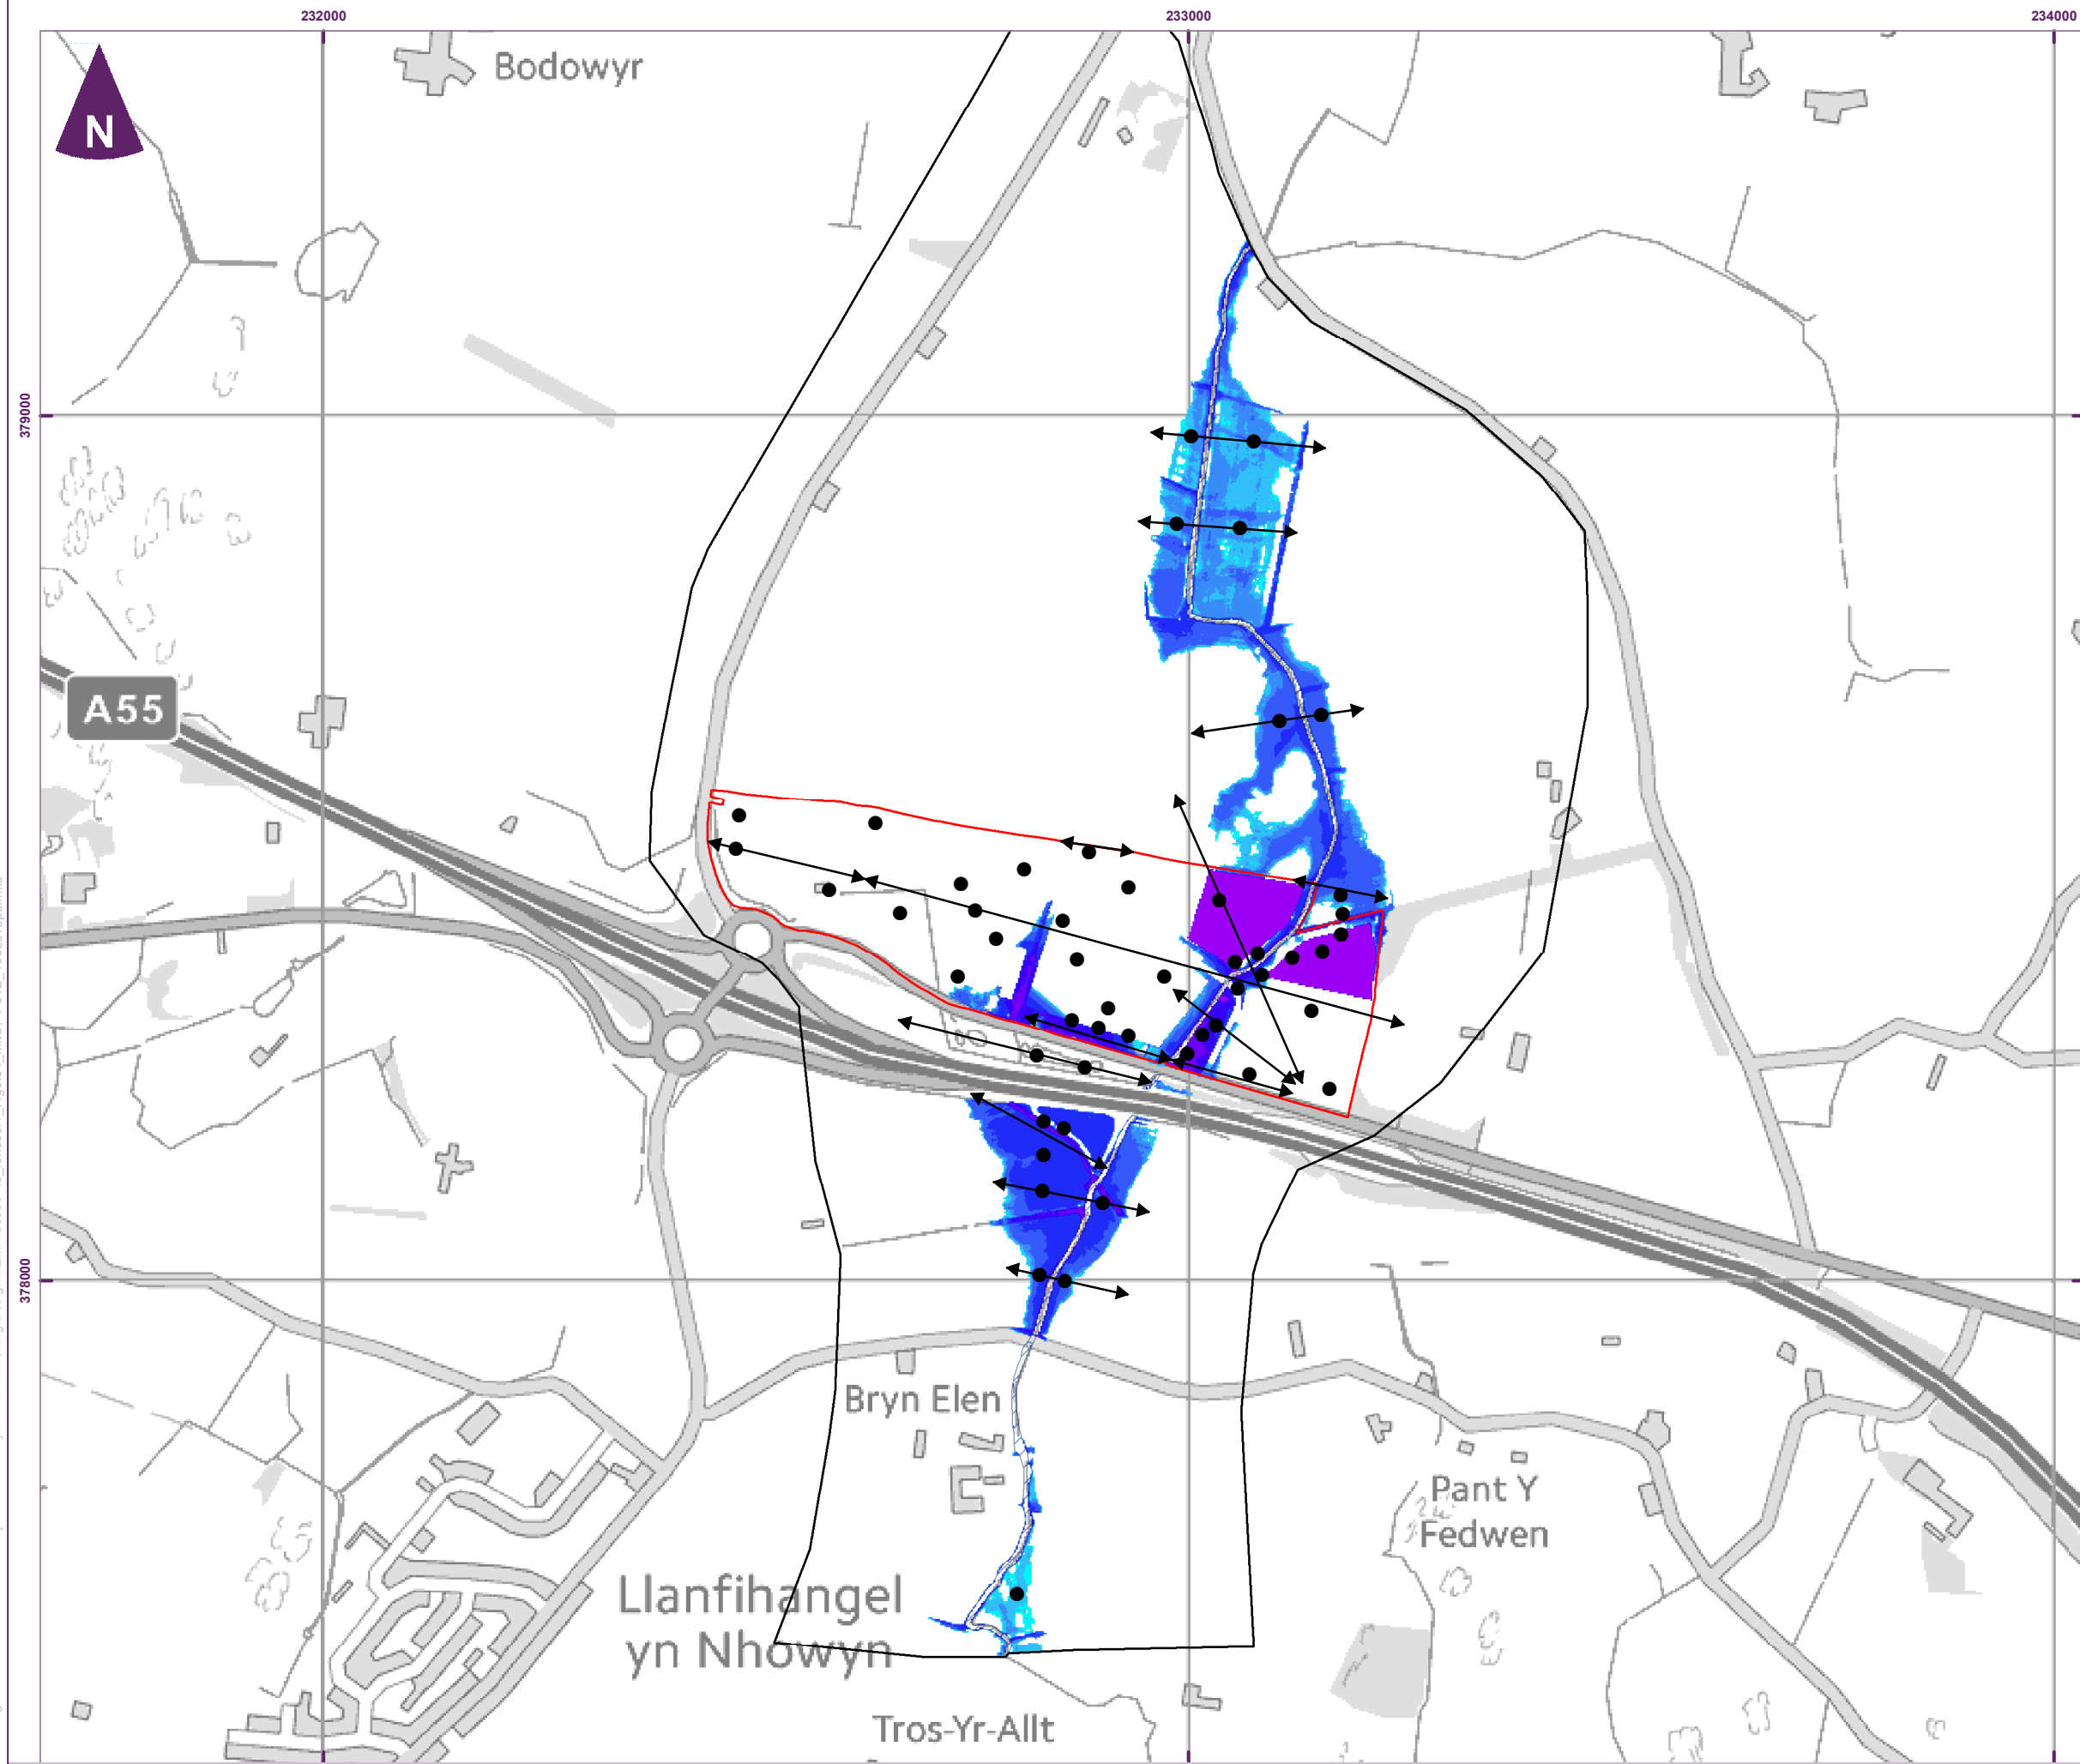 232000
233000
234000
Bodowyr
N
379000
A55
378000
Bryn Elen
Pant Y
Fedwen
Llanfihangel
yn Nhowyn
Tros-Yr-Allt